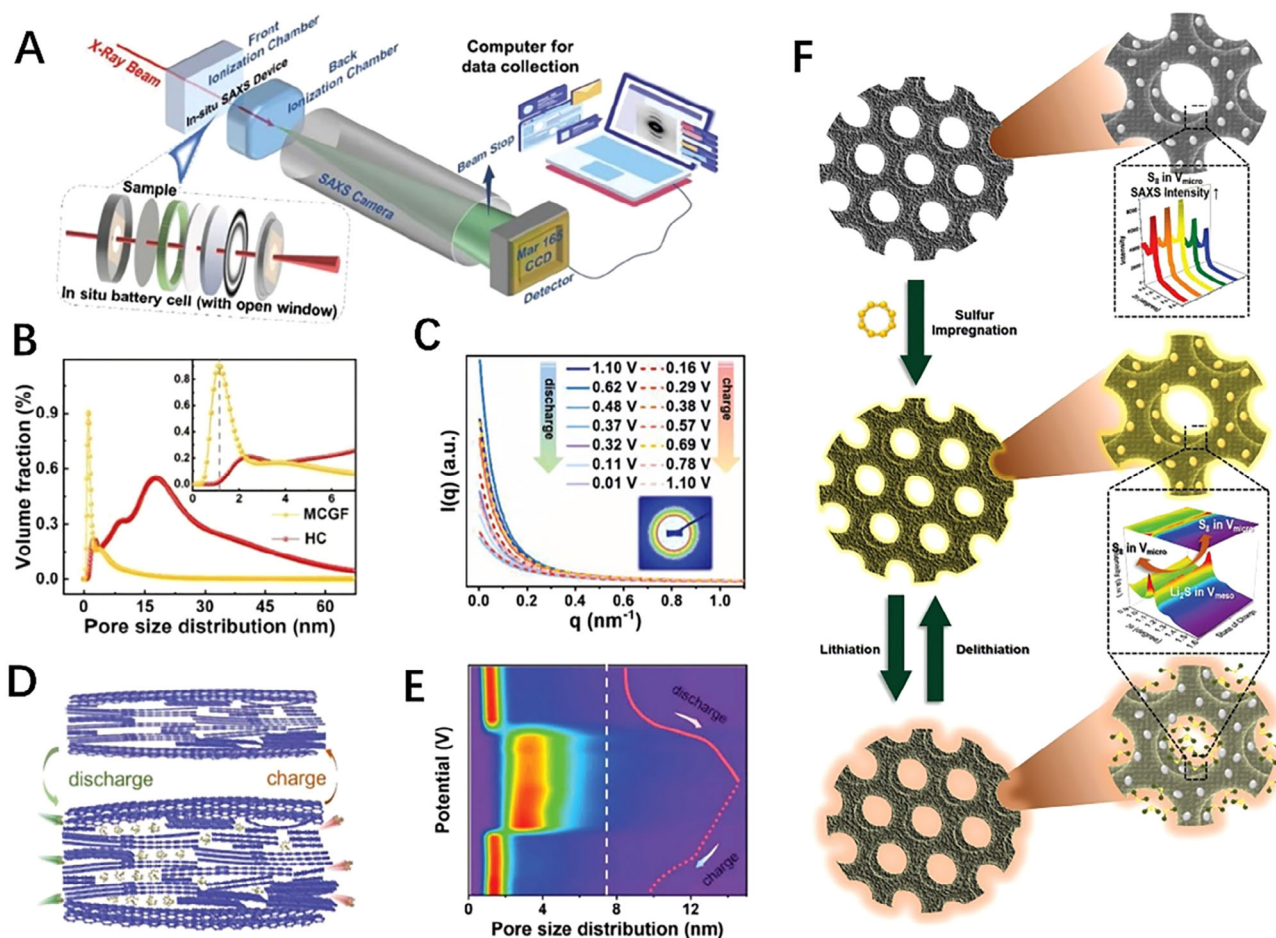 A
X-Ray Beam
Front
Ionization Chamber
In-situ SAXS Device
Back
Ionization Chamber
Computer for
data collection
Beam Stop
SAXS Camera
Mar 165
CCD
Detector
Sample
In situ battery cell (with open window)
B
Volume fraction (%)
0.9
0.6
0.3
0.0
0 15 30 45 60
Pore size distribution (nm)
0.8
0.6
0.4
0.2
0.0
0 2 4 6
MCGF
HC
C
I(q) (a.u.)
discharge
charge
1.10 V 0.16 V
0.62 V 0.29 V
0.48 V 0.38 V
0.37 V 0.57 V
0.32 V 0.69 V
0.11 V 0.78 V
0.01 V 1.10 V
0.0 0.2 0.4 0.6 0.8 1.0
q (nm⁻¹)
D
discharge
charge
E
Potential (V)
discharge
charge
0 4 8 12
Pore size distribution (nm)
F
S₈ in Vmicro
SAXS Intensity ↑
Intensity
Sulfur
Impregnation
S₈ in Vmicro
S₈ in Vmicro
Li₂S in Vmeso
2θ (degrees)
State of Charge
Lithiation
Delithiation